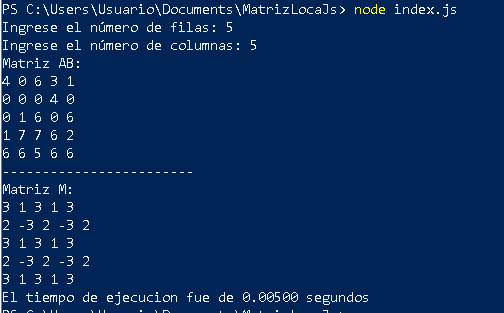 PS C:\Users\Usuario\Documents\MatrizLocaJs> node index.js
Ingrese el número de filas: 5
Ingrese el número de columnas: 5
Matriz AB:
4 0 6 3 1
0 0 0 4 0
0 1 6 0 6
1 7 7 6 2
6 6 5 6 6
------------------------
Matriz M:
3 1 3 1 3
2 -3 2 -3 2
3 1 3 1 3
2 -3 2 -3 2
3 1 3 1 3
El tiempo de ejecucion fue de 0.00500 segundos